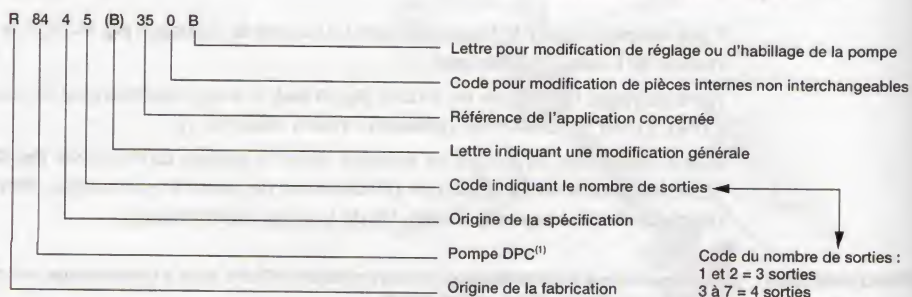 R 84 4 5 (B) 35 0 B
Lettre pour modification de réglage ou d'habillage de la pompe
Code pour modification de pièces internes non interchangeables
Référence de l'application concernée
Lettre indiquant une modification générale
Code indiquant le nombre de sorties
Origine de la spécification
Pompe DPC(1)
Origine de la fabrication
Code du nombre de sorties :
1 et 2 = 3 sorties
3 à 7 = 4 sorties